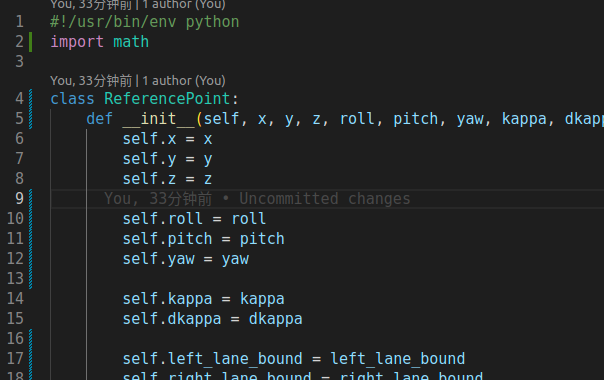 You, 33分钟前 | 1 author (You)
1 #!/usr/bin/env python
2 import math
3
You, 33分钟前 | 1 author (You)
4 class ReferencePoint:
5 def __init__(self, x, y, z, roll, pitch, yaw, kappa, dkapp
6 self.x = x
7 self.y = y
8 self.z = z
9 You, 33分钟前 • Uncommitted changes
10 self.roll = roll
11 self.pitch = pitch
12 self.yaw = yaw
13
14 self.kappa = kappa
15 self.dkappa = dkappa
16
17 self.left_lane_bound = left_lane_bound
18 self.right_lane_bound = right_lane_bound